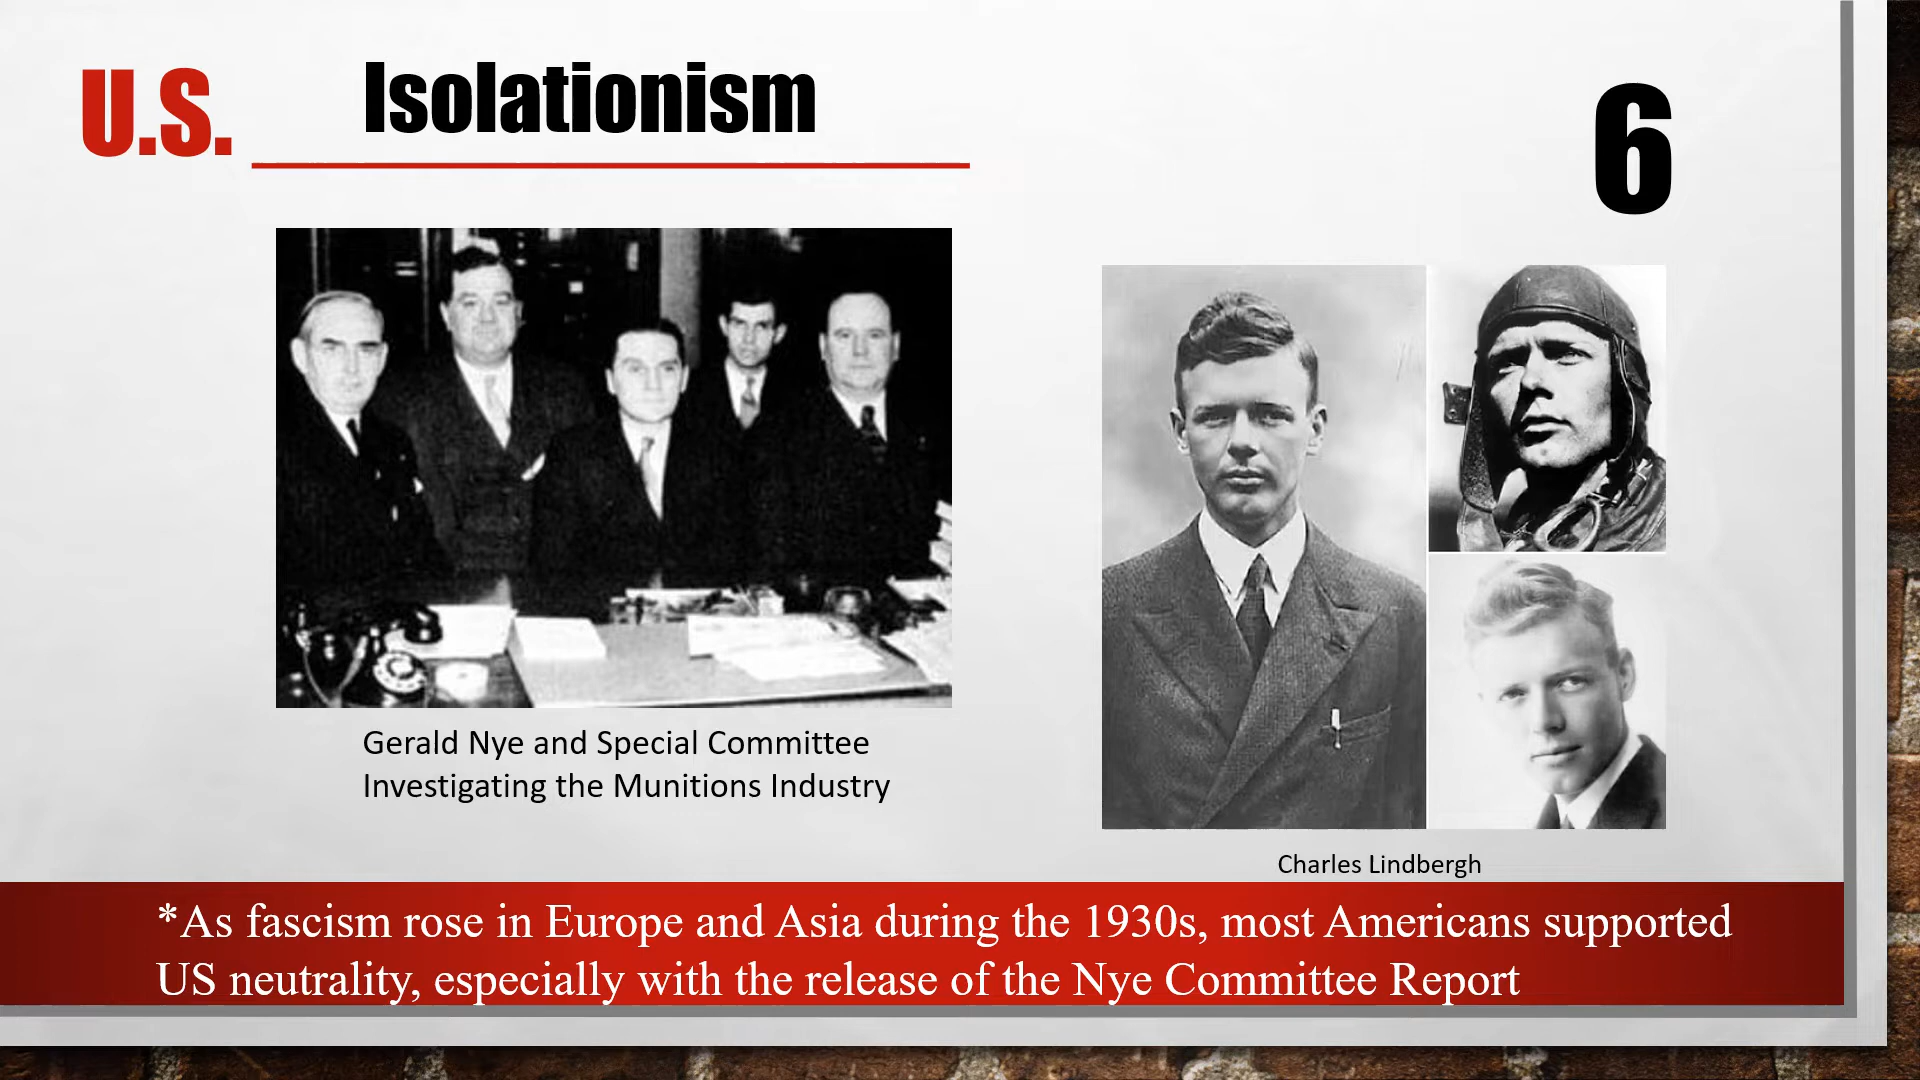 U.S. Isolationism
6
Gerald Nye and Special Committee
Investigating the Munitions Industry
Charles Lindbergh
*As fascism rose in Europe and Asia during the 1930s, most Americans supported
US neutrality, especially with the release of the Nye Committee Report